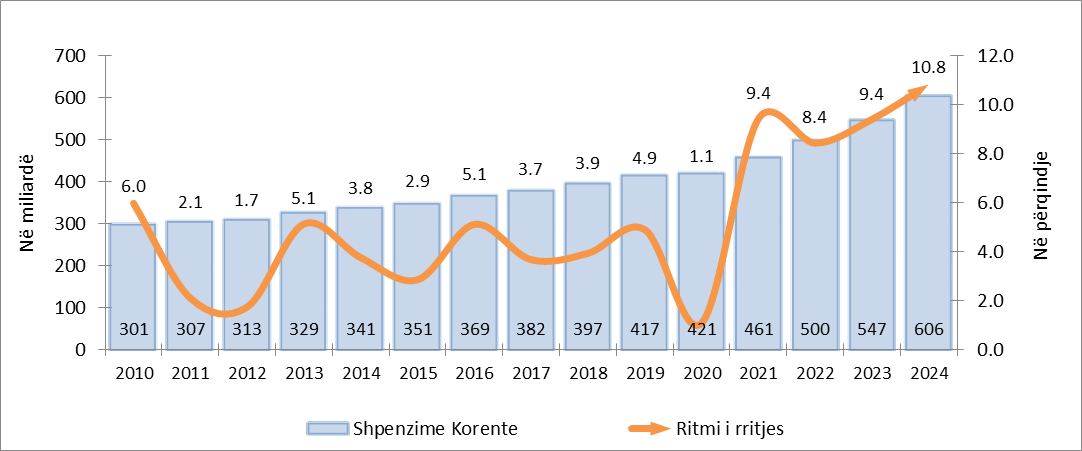 Në miliardë
700
600
500
400
300
200
100
0
12.0
10.0
8.0
6.0
4.0
2.0
0.0
Në përqindje
6.0 2.1 1.7 5.1 3.8 2.9 5.1 3.7 3.9 4.9 1.1 9.4 8.4 9.4 10.8
301 307 313 329 341 351 369 382 397 417 421 461 500 547 606
2010 2011 2012 2013 2014 2015 2016 2017 2018 2019 2020 2021 2022 2023 2024
Shpenzime Korente Ritmi i rritjes